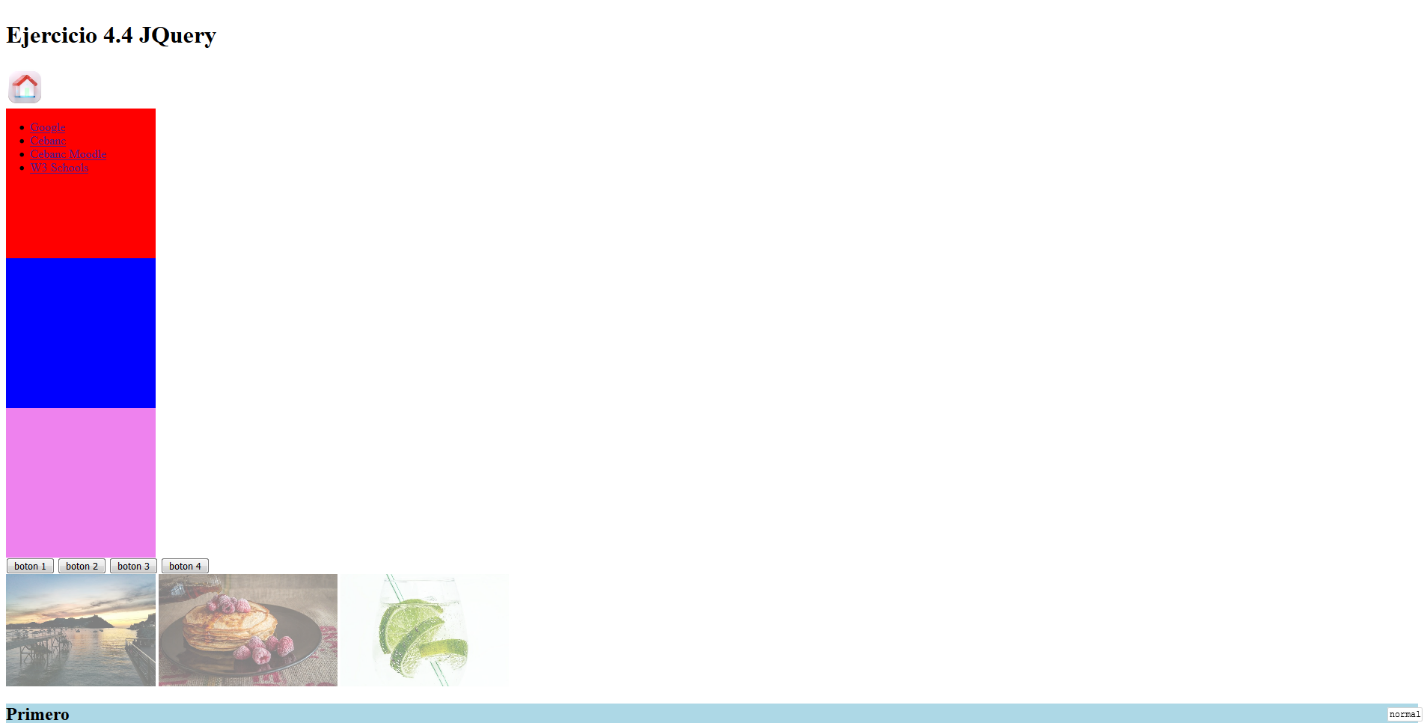 Ejercicio 4.4 JQuery
Google
Cebanc
Cebanc Moodle
W3 Schools
boton 1 boton 2 boton 3 boton 4
Primero
normal